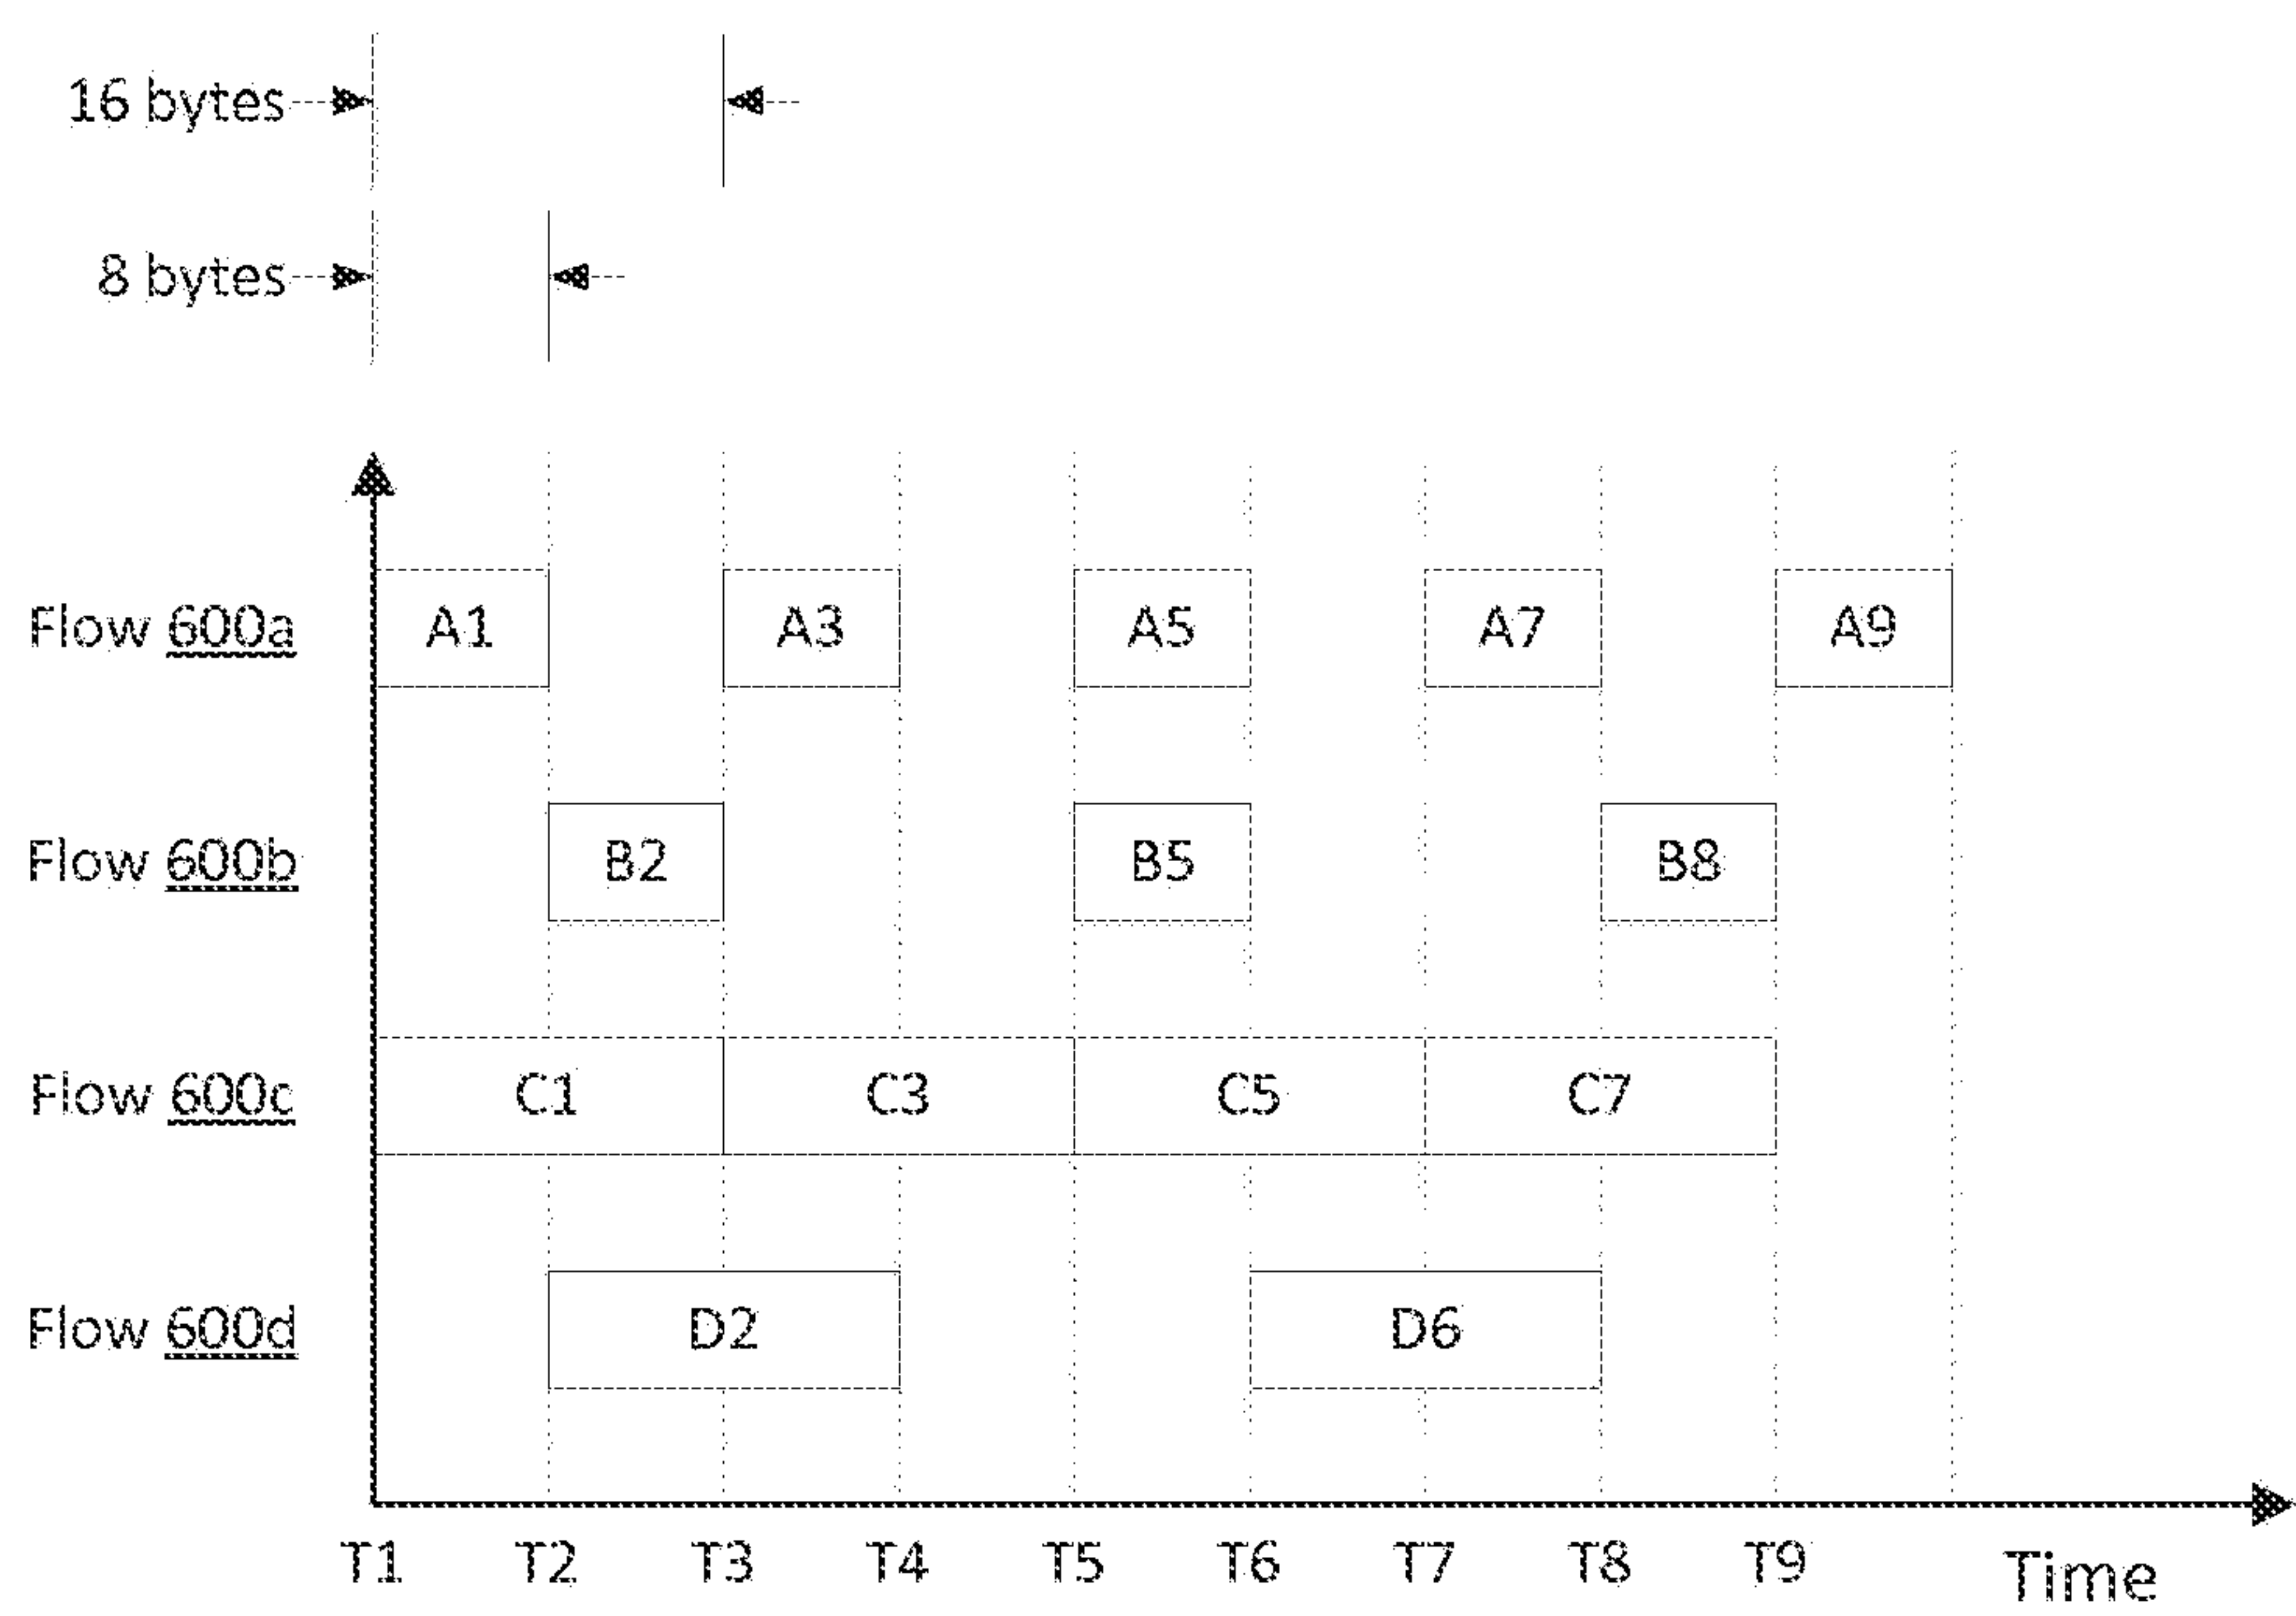 16 bytes
8 bytes
Flow 600a A1 A3 A5 A7 A9
Flow 600b B2 B5 B8
Flow 600c C1 C3 C5 C7
Flow 600d D2 D6
T1 T2 T3 T4 T5 T6 T7 T8 T9 Time